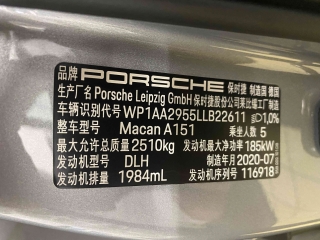 品牌 PORSCHE 保时捷 制造国 德国
生产厂名 Porsche Leipzig GmbH 保时捷股份公司莱比锡工厂制造
车辆识别代号 WP1AA2955LLB22611 1,0%
整车型号 Macan A151 乘坐人数 5
最大允许总质量 2510kg 发动机最大净功率 185kW
发动机型号 DLH 制造年月 2020-07
发动机排量 1984mL 发动机序列号 116918